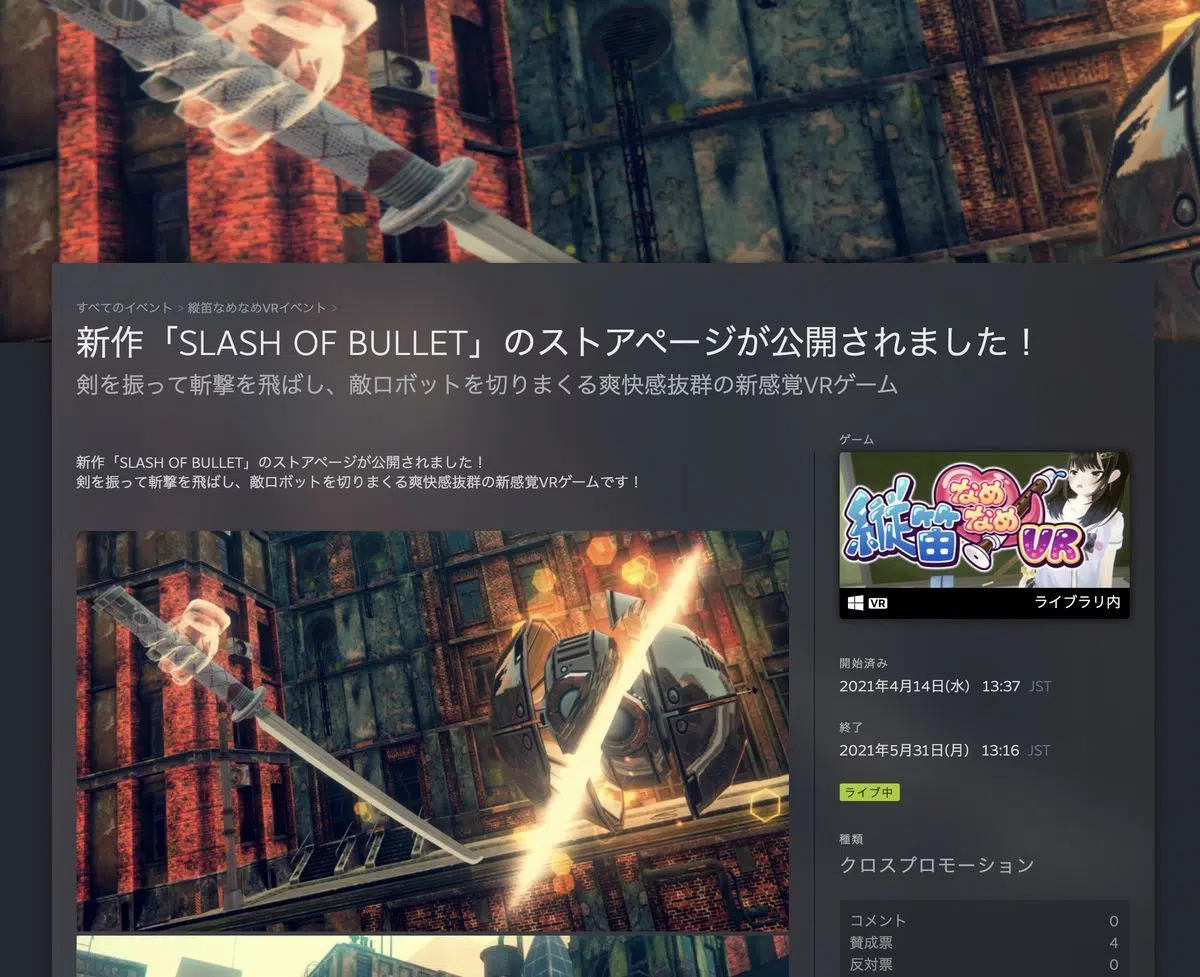 すべてのイベント > 縦笛なめなめVRイベント >
新作「SLASH OF BULLET」のストアページが公開されました！
剣を振って斬撃を飛ばし、敵ロボットを切りまくる爽快感抜群の新感覚VRゲーム
新作「SLASH OF BULLET」のストアページが公開されました！
剣を振って斬撃を飛ばし、敵ロボットを切りまくる爽快感抜群の新感覚VRゲームです！
ゲーム
縦笛なめなめVR
VR ライブラリ内
開始済み
2021年4月14日(水) 13:37 JST
終了
2021年5月31日(月) 13:16 JST
ライブ中
種類
クロスプロモーション
コメント 0
賛成票 4
反対票 0